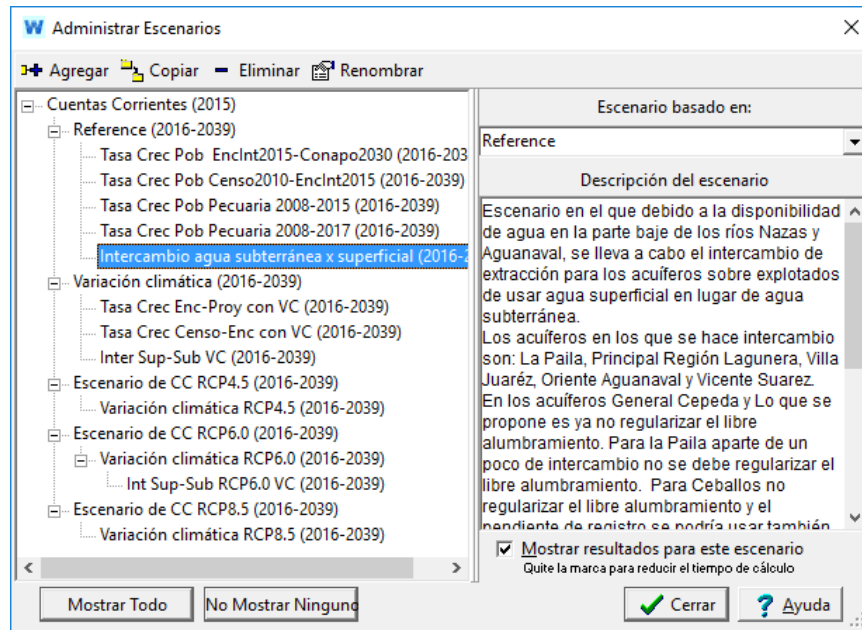 W Administrar Escenarios
Agregar Copiar Eliminar Renombrar
Cuentas Corrientes (2015)
Reference (2016-2039)
Tasa Crec Pob EncInt2015-Conapo2030 (2016-203
Tasa Crec Pob Censo2010-EncInt2015 (2016-2039)
Tasa Crec Pob Pecuaria 2008-2015 (2016-2039)
Tasa Crec Pob Pecuaria 2008-2017 (2016-2039)
Intercambio agua subterránea x superficial (2016-2
Variación climática (2016-2039)
Tasa Crec Enc-Proy con VC (2016-2039)
Tasa Crec Censo-Enc con VC (2016-2039)
Inter Sup-Sub VC (2016-2039)
Escenario de CC RCP4.5 (2016-2039)
Variación climática RCP4.5 (2016-2039)
Escenario de CC RCP6.0 (2016-2039)
Variación climática RCP6.0 (2016-2039)
Int Sup-Sub RCP6.0 VC (2016-2039)
Escenario de CC RCP8.5 (2016-2039)
Variación climática RCP8.5 (2016-2039)
Mostrar Todo
No Mostrar Ninguno
Escenario basado en:
Reference
Descripción del escenario
Escenario en el que debido a la disponibilidad
de agua en la parte baje de los ríos Nazas y
Aguanaval, se lleva a cabo el intercambio de
extracción para los acuíferos sobre explotados
de usar agua superficial en lugar de agua
subterránea.
Los acuíferos en los que se hace intercambio
son: La Paila, Principal Región Lagunera, Villa
Juaréz, Oriente Aguanaval y Vicente Suarez.
En los acuíferos General Cepeda y Lo que se
propone es ya no regularizar el libre
alumbramiento. Para la Paila aparte de un
poco de intercambio no se debe regularizar el
libre alumbramiento. Para Ceballos no
regularizar el libre alumbramiento y el
pendiente de registro se podría usar también
Mostrar resultados para este escenario
Quite la marca para reducir el tiempo de cálculo
Cerrar
Ayuda